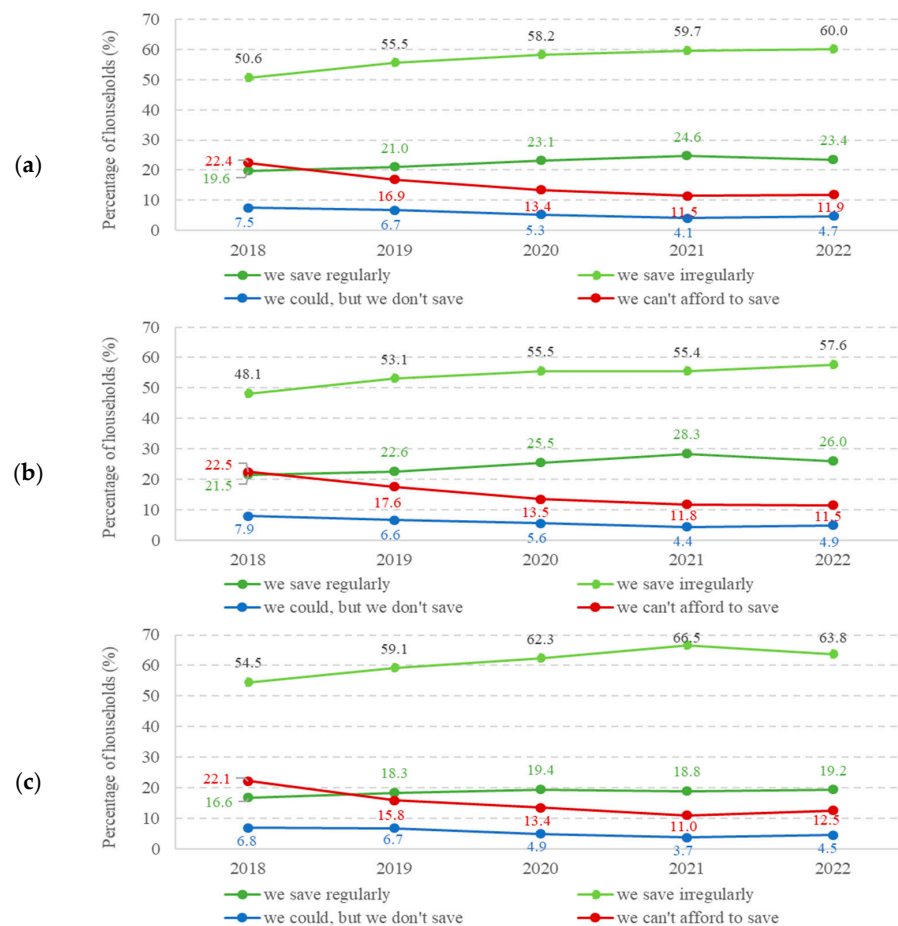 (a)
Percentage of households (%)
70
60
50
40
30
20
10
0
50.6 55.5 58.2 59.7 60.0
19.6 21.0 23.1 24.6 23.4
22.4 16.9 13.4 11.5 11.9
7.5 6.7 5.3 4.1 4.7
2018 2019 2020 2021 2022
we save regularly we save irregularly
we could, but we don't save we can't afford to save
(b)
Percentage of households (%)
70
60
50
40
30
20
10
0
48.1 53.1 55.5 55.4 57.6
21.5 22.6 25.5 28.3 26.0
22.5 17.6 13.5 11.8 11.5
7.9 6.6 5.6 4.4 4.9
2018 2019 2020 2021 2022
we save regularly we save irregularly
we could, but we don't save we can't afford to save
(c)
Percentage of households (%)
70
60
50
40
30
20
10
0
54.5 59.1 62.3 66.5 63.8
16.6 18.3 19.4 18.8 19.2
22.1 15.8 13.4 11.0 12.5
6.8 6.7 4.9 3.7 4.5
2018 2019 2020 2021 2022
we save regularly we save irregularly
we could, but we don't save we can't afford to save